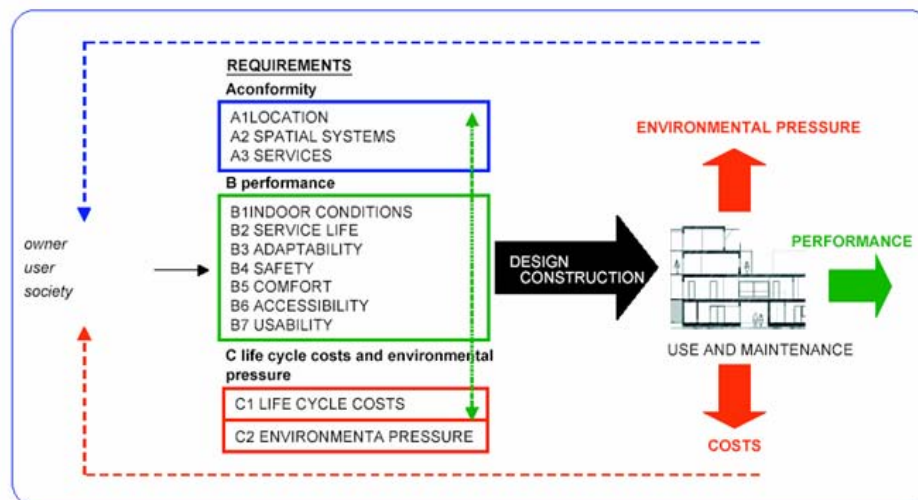 REQUIREMENTS
Aconformity
A1LOCATION
A2 SPATIAL SYSTEMS
A3 SERVICES
B performance
B1INDOOR CONDITIONS
B2 SERVICE LIFE
B3 ADAPTABILITY
B4 SAFETY
B5 COMFORT
B6 ACCESSIBILITY
B7 USABILITY
C life cycle costs and environmental
pressure
C1 LIFE CYCLE COSTS
C2 ENVIRONMENTA PRESSURE
owner
user
society
DESIGN
CONSTRUCTION
ENVIRONMENTAL PRESSURE
PERFORMANCE
USE AND MAINTENANCE
COSTS